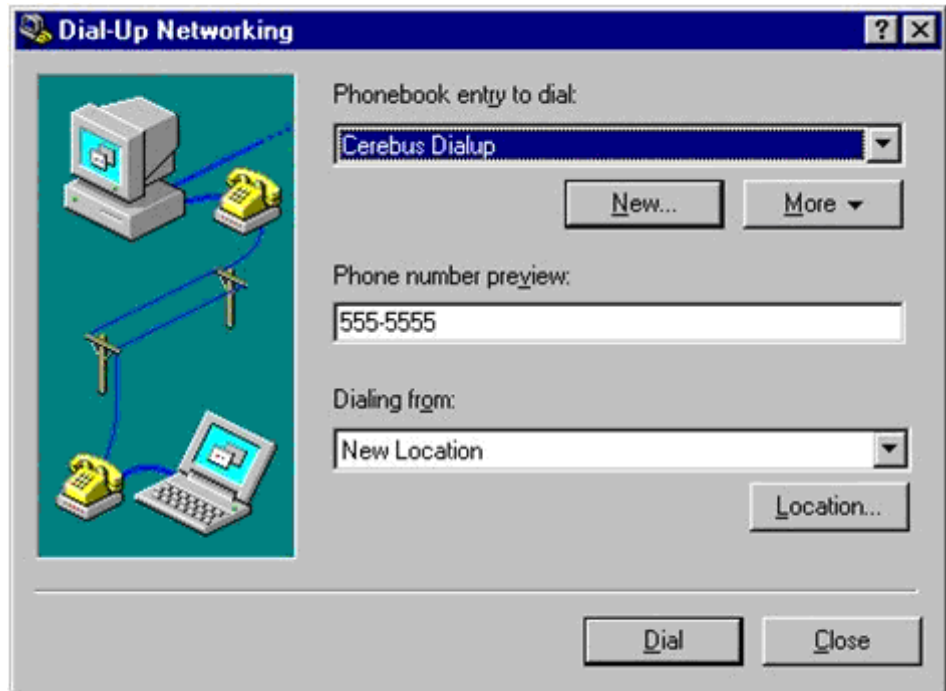 Dial-Up Networking
Phonebook entry to dial:
Cerebus Dialup
New...
More
Phone number preview:
555-5555
Dialing from:
New Location
Location...
Dial
Close